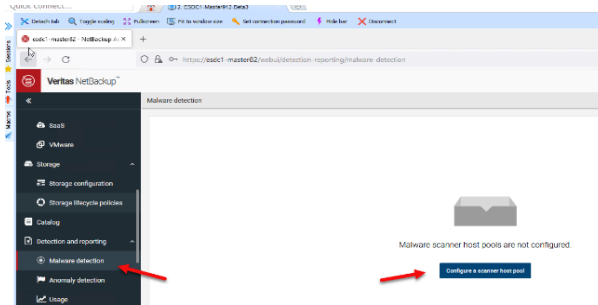 Quick connect...
2. ESDC1-Master02 Beta3
Detach tab Toggle scaling Fullscreen Fit to window size Set connection password Hide bar Disconnect
esdc1-master02 - NetBackup
https://esdc1-master02/webui/detection-reporting/malware-detection
Sessions
Tools
Macros
Veritas NetBackup™
Malware detection
SaaS
VMware
Storage
Storage configuration
Storage lifecycle policies
Catalog
Detection and reporting
Malware detection
Anomaly detection
Usage
Malware scanner host pools are not configured.
Configure a scanner host pool